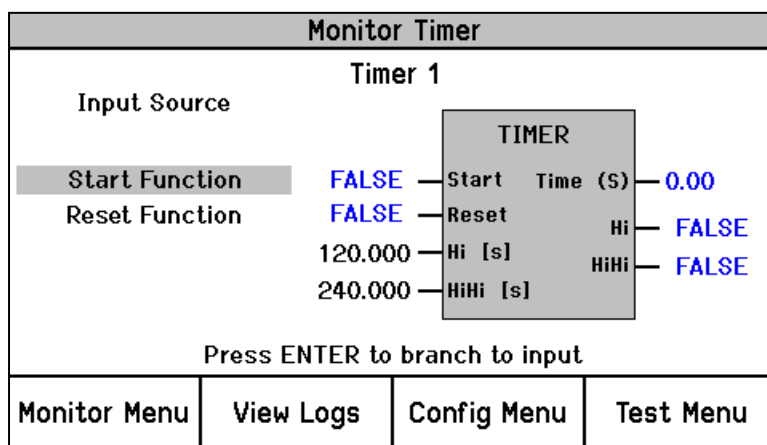 Monitor Timer
Timer 1
Input Source
TIMER
Start Function FALSE Start Time (S) 0.00
Reset Function FALSE Reset
Hi FALSE
120.000 Hi [s]
HiHi FALSE
240.000 HiHi [s]
Press ENTER to branch to input
Monitor Menu View Logs Config Menu Test Menu